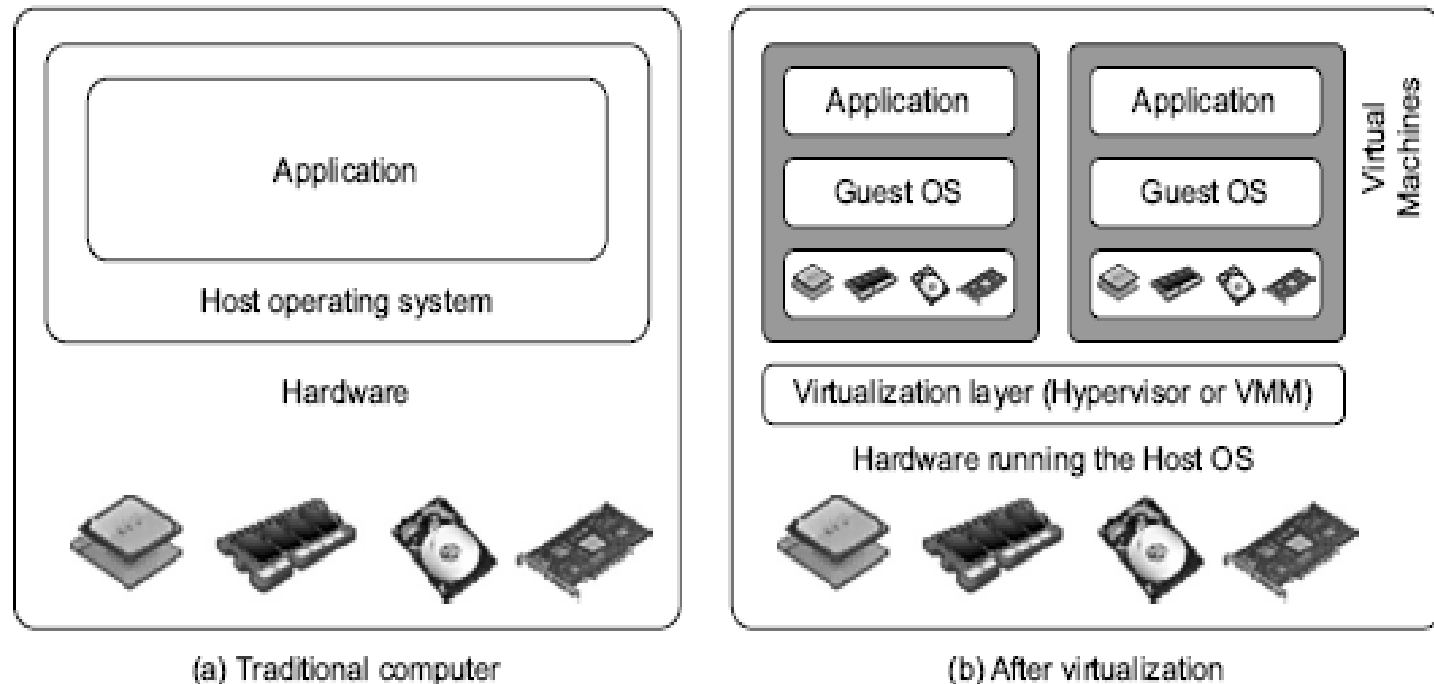 Application
Host operating system
Hardware
(a) Traditional computer
Application
Guest OS
Application
Guest OS
Virtual
Machines
Virtualization layer (Hypervisor or VMM)
Hardware running the Host OS
(b) After virtualization